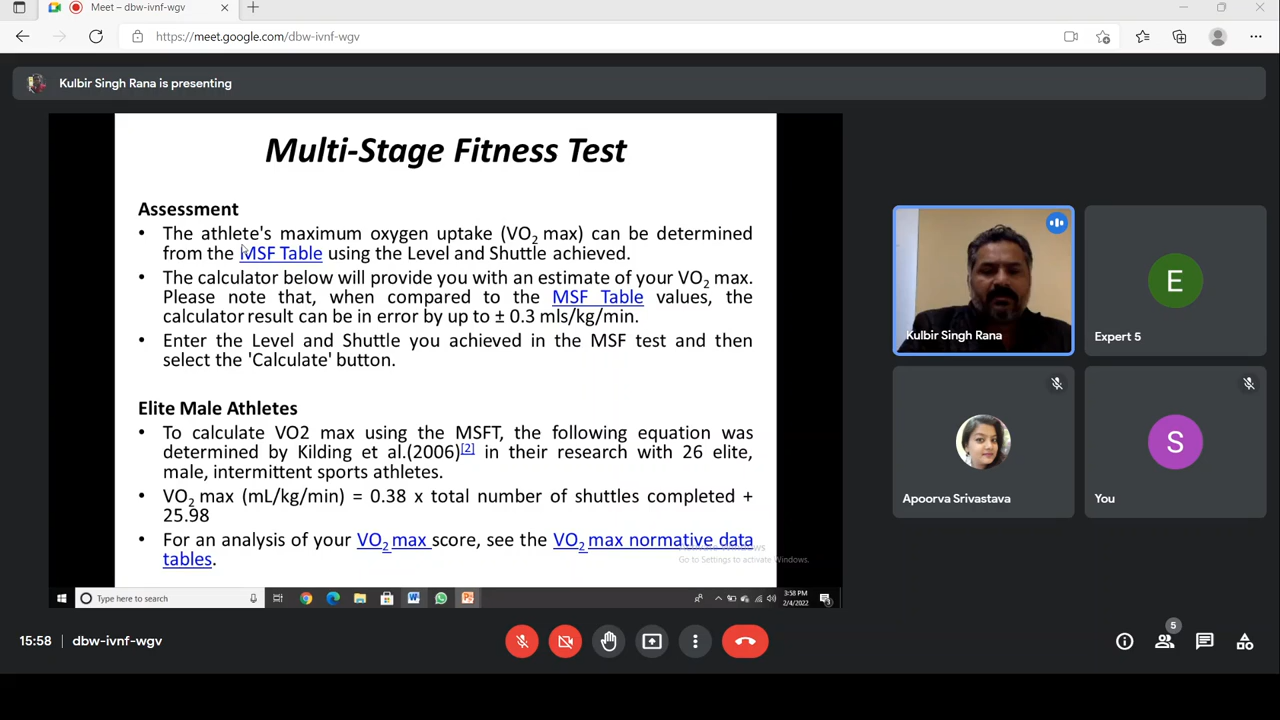 Meet – dbw-ivnf-wgv
https://meet.google.com/dbw-ivnf-wgv
Kulbir Singh Rana is presenting
Multi-Stage Fitness Test
Assessment
• The athlete's maximum oxygen uptake (VO2 max) can be determined
from the MSF Table using the Level and Shuttle achieved.
• The calculator below will provide you with an estimate of your VO2 max.
Please note that, when compared to the MSF Table values, the
calculator result can be in error by up to ± 0.3 mls/kg/min.
• Enter the Level and Shuttle you achieved in the MSF test and then
select the 'Calculate' button.
Elite Male Athletes
• To calculate VO2 max using the MSFT, the following equation was
determined by Kilding et al.(2006)[2] in their research with 26 elite,
male, intermittent sports athletes.
• VO2 max (mL/kg/min) = 0.38 x total number of shuttles completed +
25.98
• For an analysis of your VO2 max score, see the VO2 max normative data
tables.
Activate Windows
Go to Settings to activate Windows.
Type here to search
3:58 PM
2/4/2022
Kulbir Singh Rana
E
Expert 5
Apoorva Srivastava
S
You
15:58 | dbw-ivnf-wgv
5